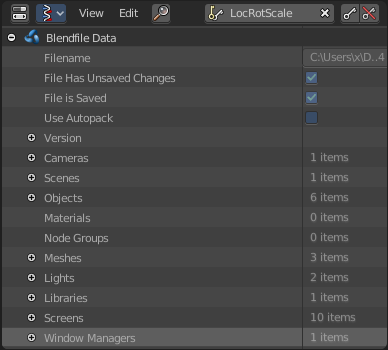 View Edit LocRotScale
Blendfile Data
Filename C:\Users\x\D..4
File Has Unsaved Changes
File is Saved
Use Autopack
Version
Cameras 1 items
Scenes 1 items
Objects 6 items
Materials 0 items
Node Groups 0 items
Meshes 3 items
Lights 2 items
Libraries 1 items
Screens 10 items
Window Managers 1 items